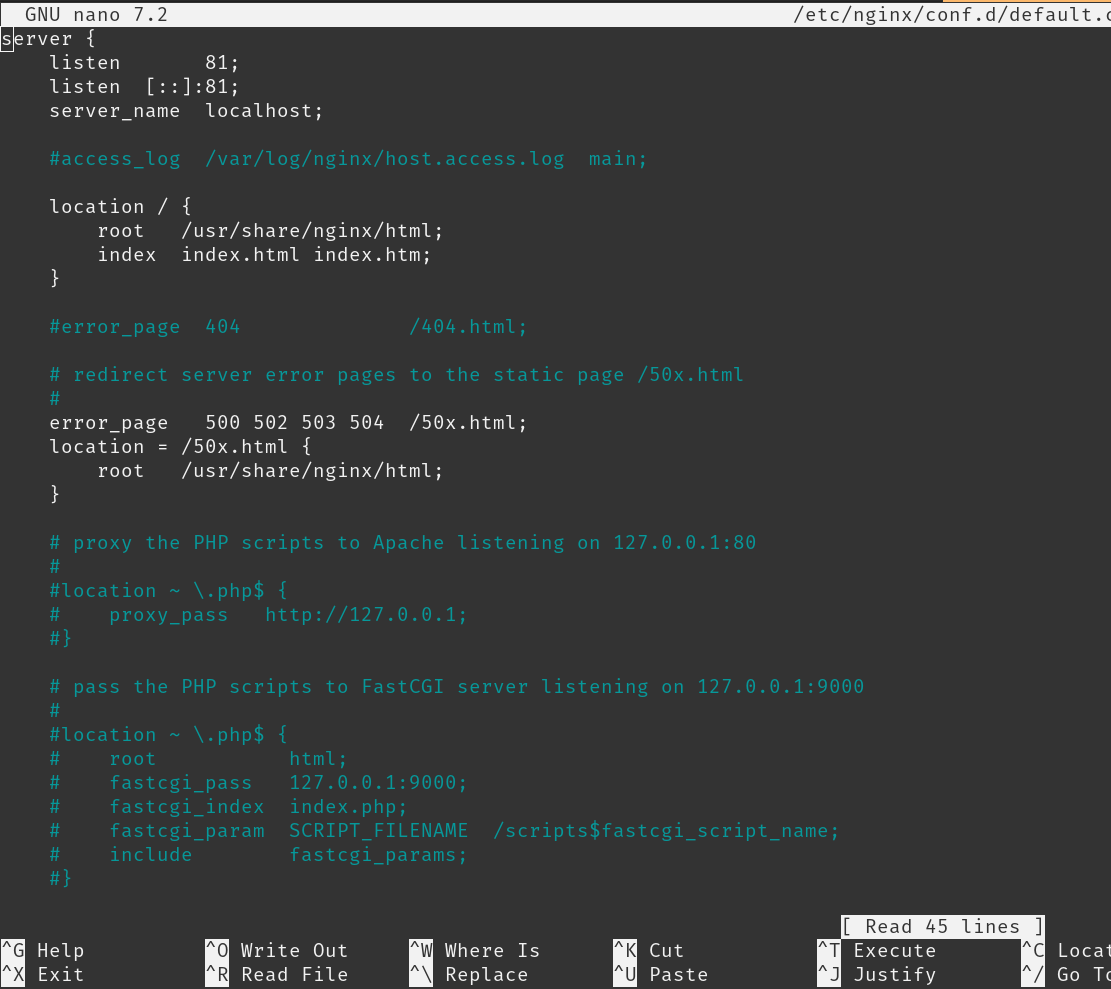 GNU nano 7.2 /etc/nginx/conf.d/default.c
server {
    listen       81;
    listen  [::]:81;
    server_name  localhost;

    #access_log  /var/log/nginx/host.access.log  main;

    location / {
        root   /usr/share/nginx/html;
        index  index.html index.htm;
    }

    #error_page  404              /404.html;

    # redirect server error pages to the static page /50x.html
    #
    error_page   500 502 503 504  /50x.html;
    location = /50x.html {
        root   /usr/share/nginx/html;
    }

    # proxy the PHP scripts to Apache listening on 127.0.0.1:80
    #
    #location ~ \.php$ {
    #    proxy_pass   http://127.0.0.1;
    #}

    # pass the PHP scripts to FastCGI server listening on 127.0.0.1:9000
    #
    #location ~ \.php$ {
    #    root           html;
    #    fastcgi_pass   127.0.0.1:9000;
    #    fastcgi_index  index.php;
    #    fastcgi_param  SCRIPT_FILENAME  /scripts$fastcgi_script_name;
    #    include        fastcgi_params;
    #}

[ Read 45 lines ]
^G Help ^O Write Out ^W Where Is ^K Cut ^T Execute ^C Locat
^X Exit ^R Read File ^\ Replace ^U Paste ^J Justify ^/ Go To